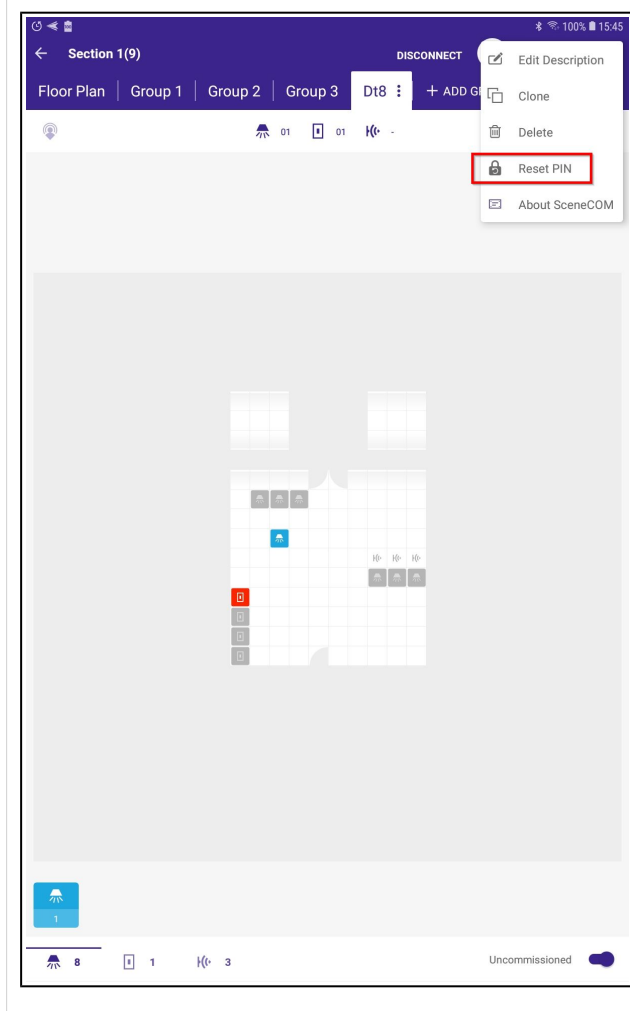 100% 15:45
Section 1(9) DISCONNECT
Floor Plan Group 1 Group 2 Group 3 Dt8 + ADD G
Edit Description
Clone
Delete
Reset PIN
About SceneCOM
01 01 -
1
8 1 3 Uncommissioned